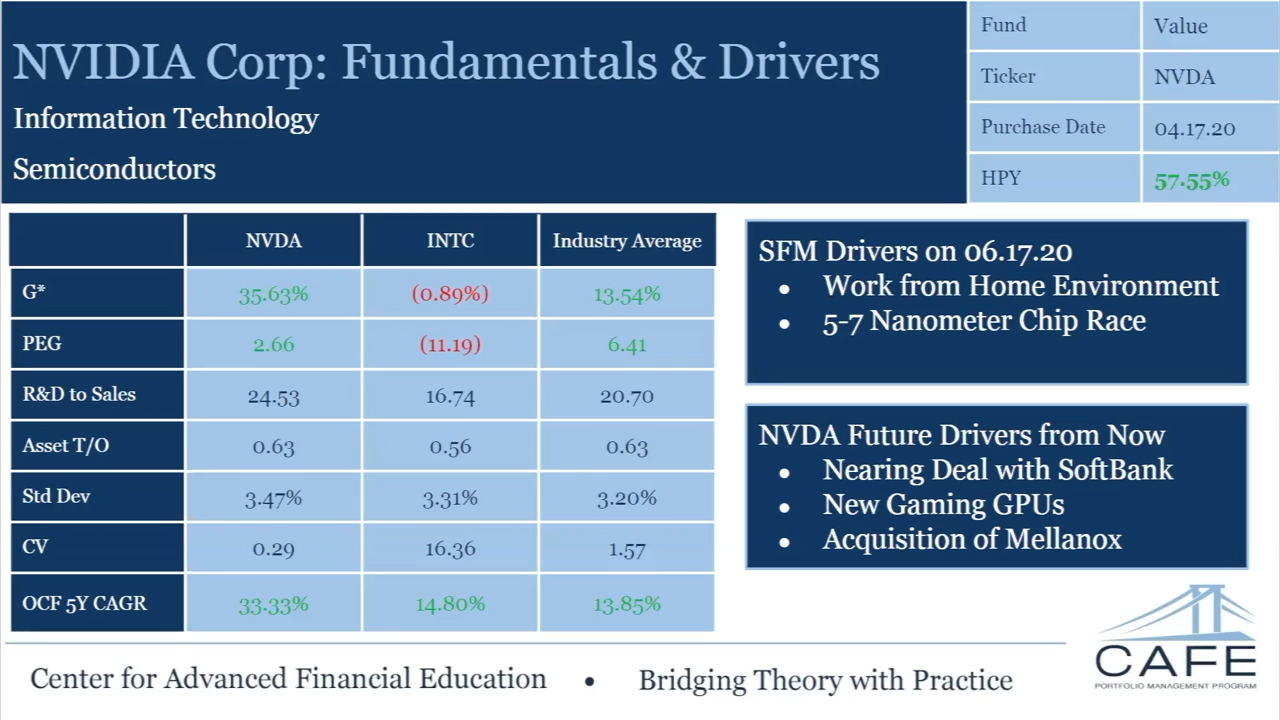 NVIDIA Corp: Fundamentals & Drivers
Information Technology
Semiconductors
Fund Value
Ticker NVDA
Purchase Date 04.17.20
HPY 57.55%
NVDA INTC Industry Average
G* 35.63% (0.89%) 13.54%
PEG 2.66 (11.19) 6.41
R&D to Sales 24.53 16.74 20.70
Asset T/O 0.63 0.56 0.63
Std Dev 3.47% 3.31% 3.20%
CV 0.29 16.36 1.57
OCF 5Y CAGR 33.33% 14.80% 13.85%
SFM Drivers on 06.17.20
• Work from Home Environment
• 5-7 Nanometer Chip Race
NVDA Future Drivers from Now
• Nearing Deal with SoftBank
• New Gaming GPUs
• Acquisition of Mellanox
Center for Advanced Financial Education • Bridging Theory with Practice
CAFE
PORTFOLIO MANAGEMENT PROGRAM